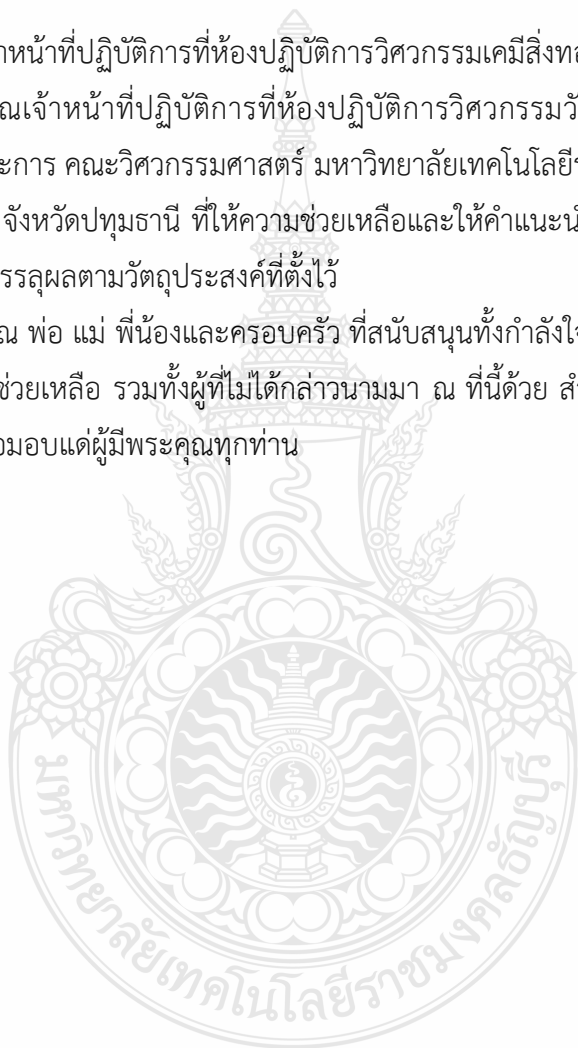 าหน้าที่ปฏิบัติการที่ห้องปฏิบัติการวิศวกรรมเคมีสิ่งท
ณเจ้าหน้าที่ปฏิบัติการที่ห้องปฏิบัติการวิศวกรรมวั
ะการ คณะวิศวกรรมศาสตร์ มหาวิทยาลัยเทคโนโลยีร
จังหวัดปทุมธานี ที่ให้ความช่วยเหลือและให้คำแนะน
รรลุผลตามวัตถุประสงค์ที่ตั้งไว้
ณ พ่อ แม่ พี่น้องและครอบครัว ที่สนับสนุนทั้งกำลังใจ
ช่วยเหลือ รวมทั้งผู้ที่ไม่ได้กล่าวนามมา ณ ที่นี้ด้วย ส
อมอบแด่ผู้มีพระคุณทุกท่าน
มหาวิทยาลัยเทคโนโลยีราชมงคลธัญบุรี